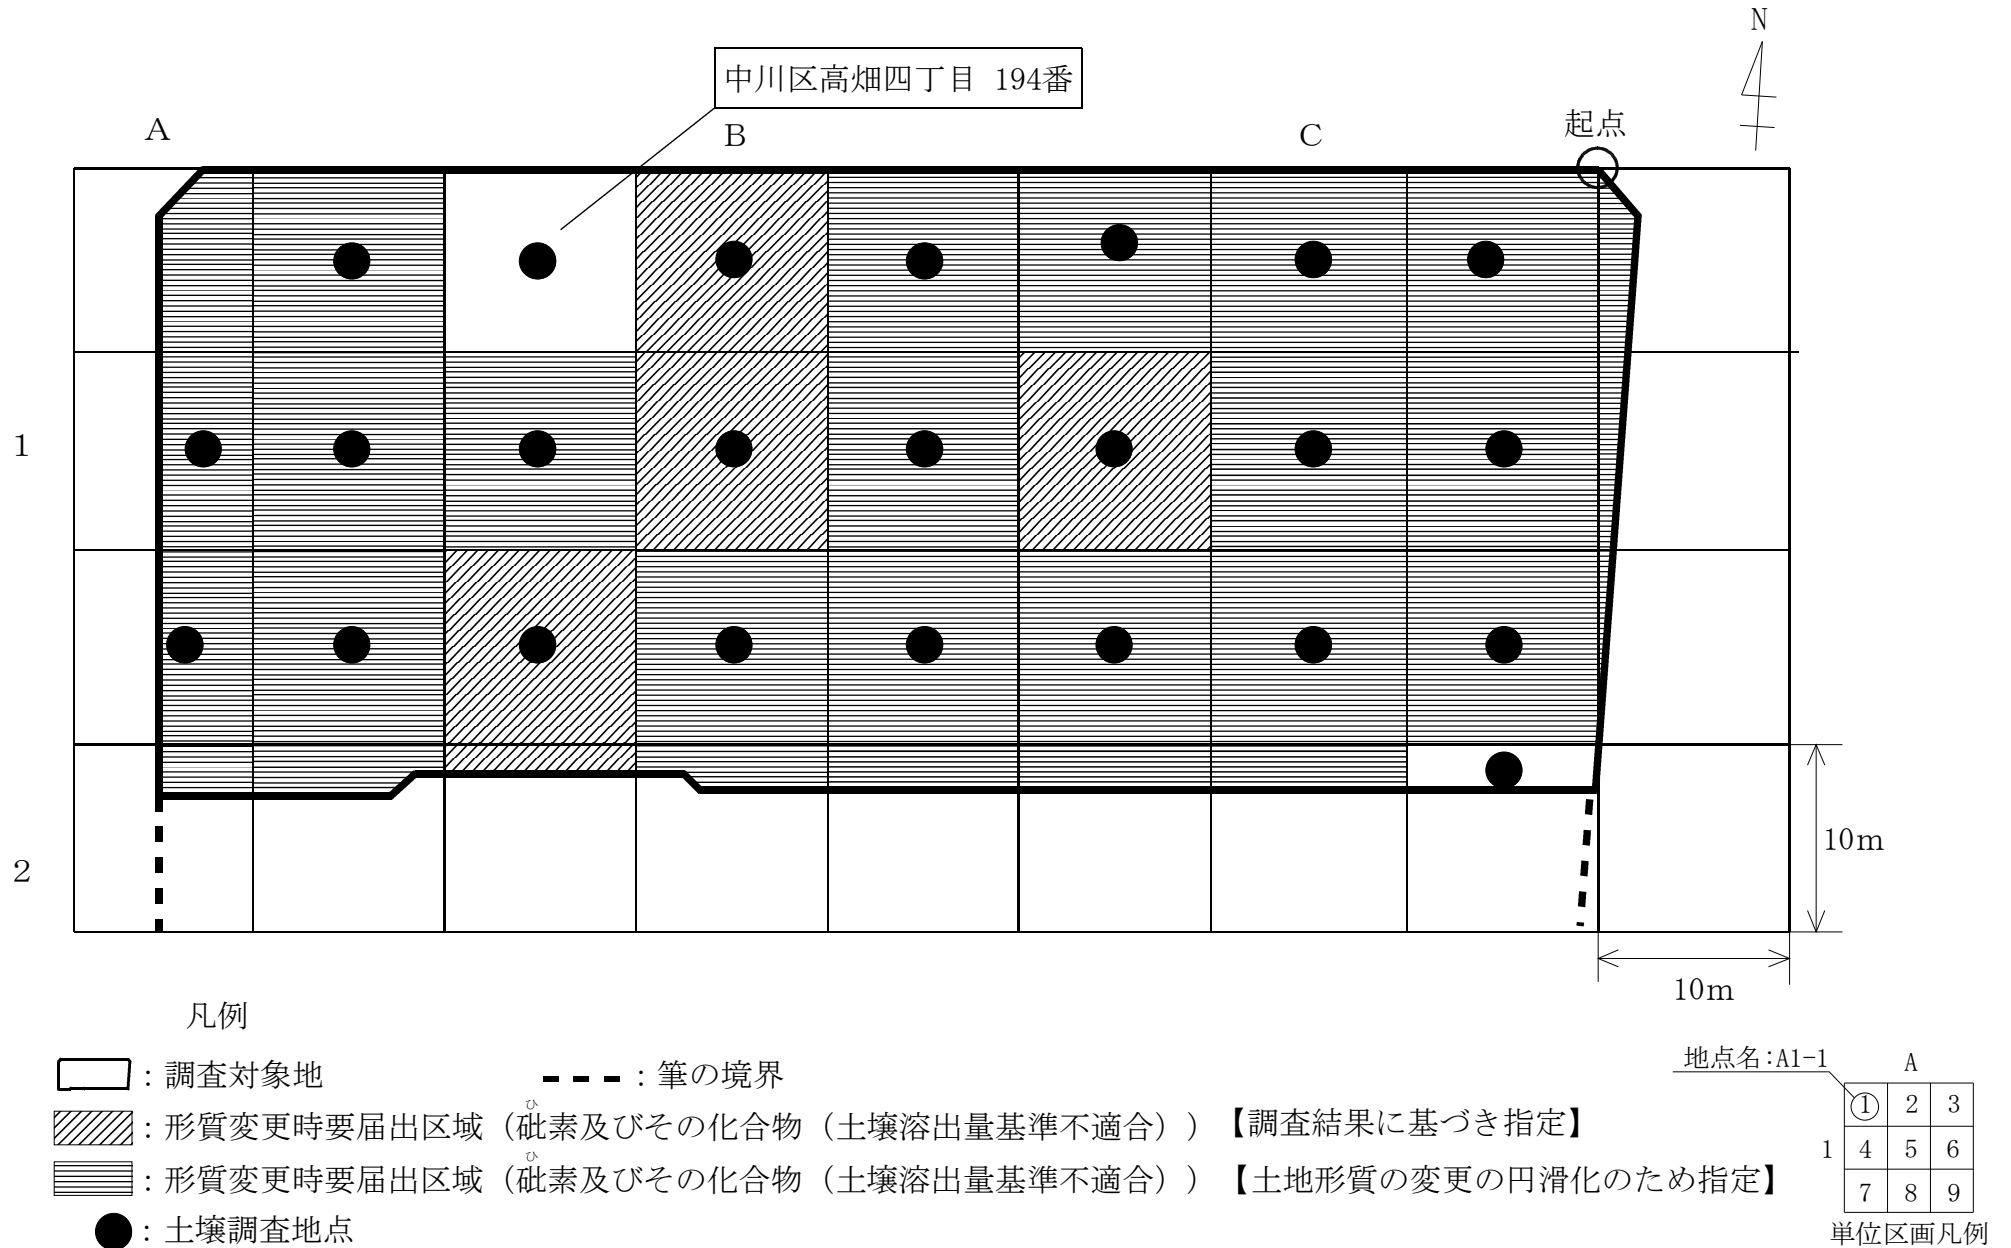 N
中川区高畑四丁目 194番
A
B
C
起点
1
2
10m
10m
凡例
：調査対象地
：筆の境界
ひ
：形質変更時要届出区域（砒素及びその化合物（土壌溶出量基準不適合））【調査結果に基づき指定】
ひ
：形質変更時要届出区域（砒素及びその化合物（土壌溶出量基準不適合））【土地形質の変更の円滑化のため指定】
：土壌調査地点
地点名:A1-1
A
1 2 3
1 4 5 6
7 8 9
単位区画凡例